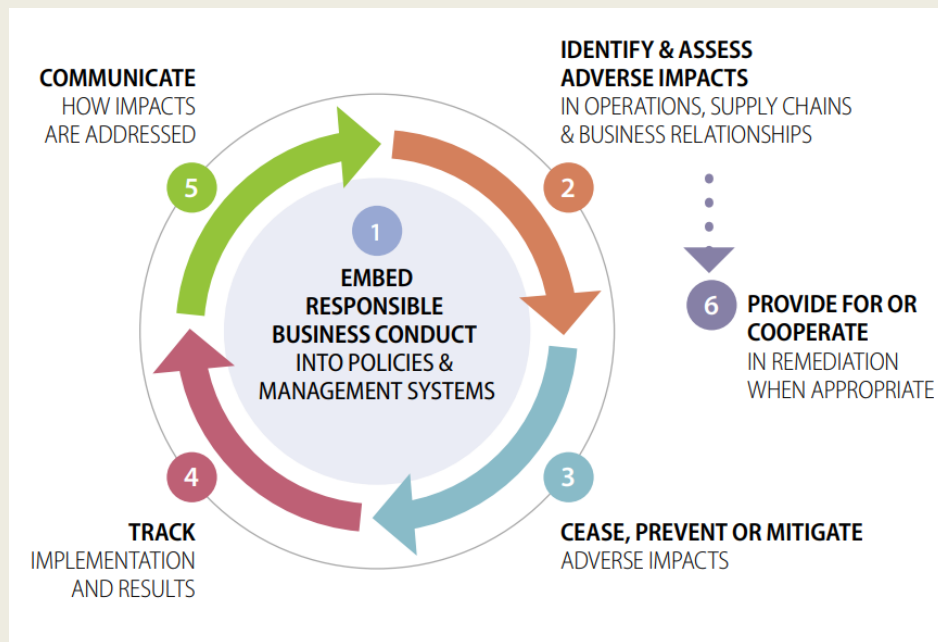 1
EMBED
RESPONSIBLE
BUSINESS CONDUCT
INTO POLICIES &
MANAGEMENT SYSTEMS
IDENTIFY & ASSESS
ADVERSE IMPACTS
IN OPERATIONS, SUPPLY CHAINS
& BUSINESS RELATIONSHIPS
2
3
CEASE, PREVENT OR MITIGATE
ADVERSE IMPACTS
4
TRACK
IMPLEMENTATION
AND RESULTS
COMMUNICATE
HOW IMPACTS
ARE ADDRESSED
5
6
PROVIDE FOR OR
COOPERATE
IN REMEDIATION
WHEN APPROPRIATE